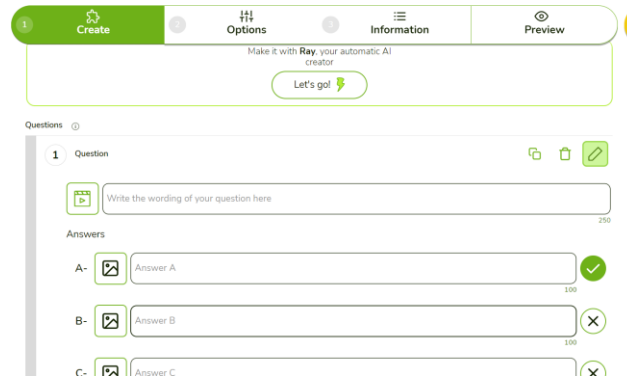 1 Create
2 Options
3 Information
Preview
Make it with Ray, your automatic AI
creator
Let's go!
Questions
1 Question
Write the wording of your question here
250
Answers
A- Answer A
100
B- Answer B
100
C- Answer C